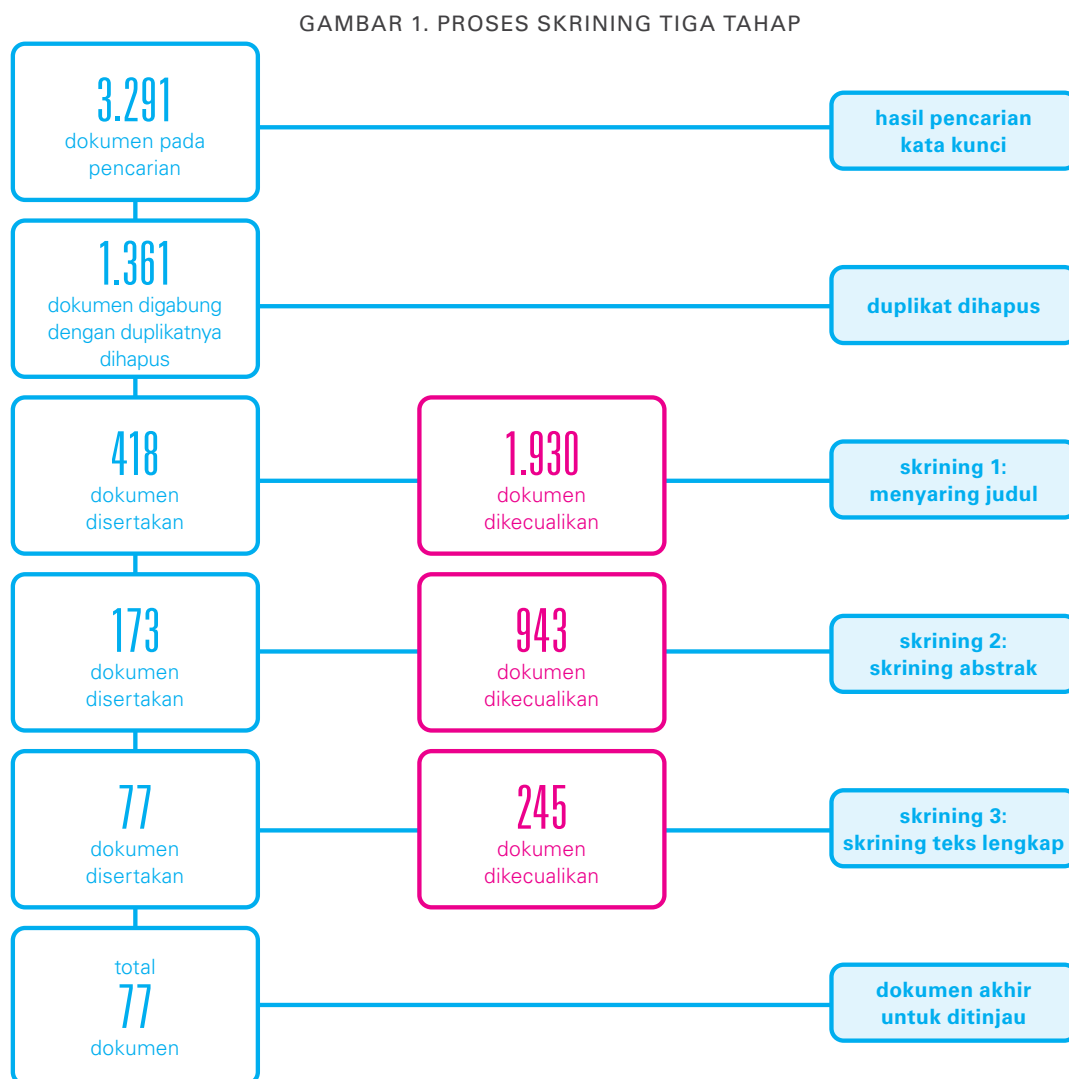 GAMBAR 1. PROSES SKRINING TIGA TAHAP
3.291
dokumen pada
pencarian
hasil pencarian
kata kunci
1.361
dokumen digabung
dengan duplikatnya
dihapus
duplikat dihapus
418
dokumen
disertakan
1.930
dokumen
dikecualikan
skrining 1:
menyaring judul
173
dokumen
disertakan
943
dokumen
dikecualikan
skrining 2:
skrining abstrak
77
dokumen
disertakan
245
dokumen
dikecualikan
skrining 3:
skrining teks lengkap
total
77
dokumen
dokumen akhir
untuk ditinjau